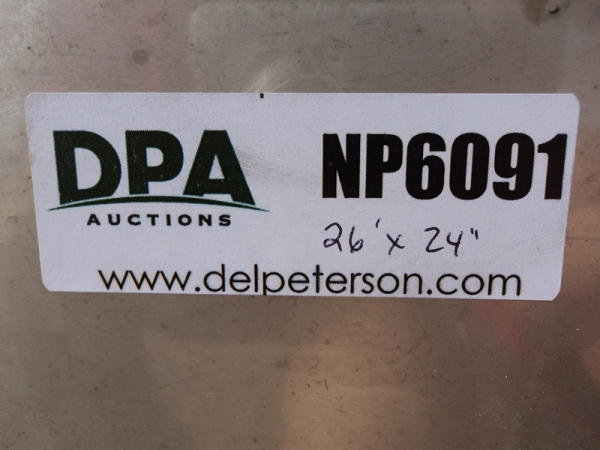 DPA
AUCTIONS
NP6091
26' x 24"
www.delpeterson.com